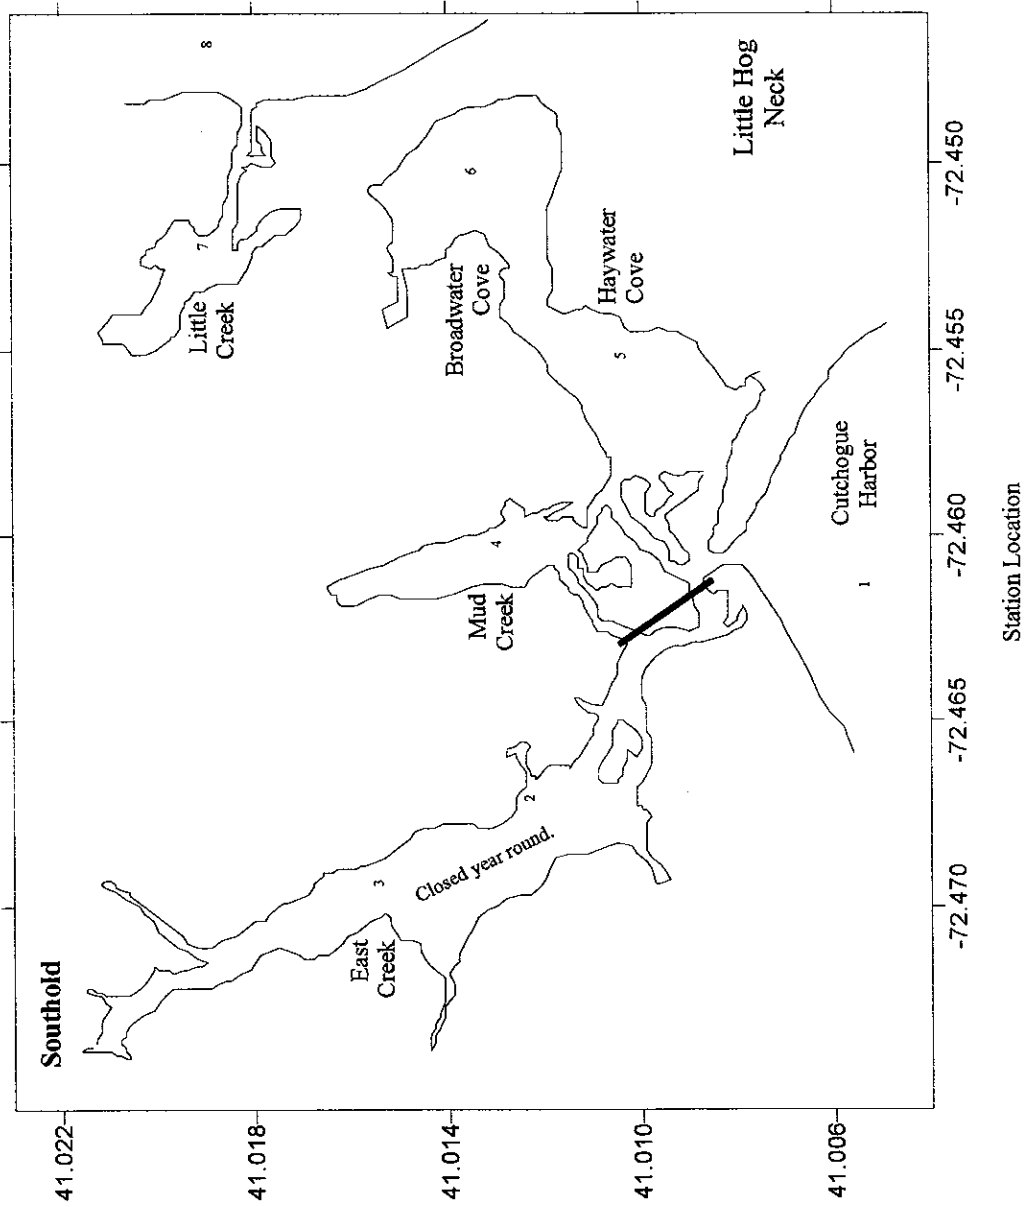 Southold
8
7
Little
Creek
6
Broadwater
Cove
Haywater
Cove
5
Little Hog
Neck
4
Mud
Creek
3
2
Closed year round.
East
Creek
Cutchogue
Harbor
1
41.022
41.018
41.014
41.010
41.006
-72.470
-72.465
-72.460
-72.455
-72.450
Station Location